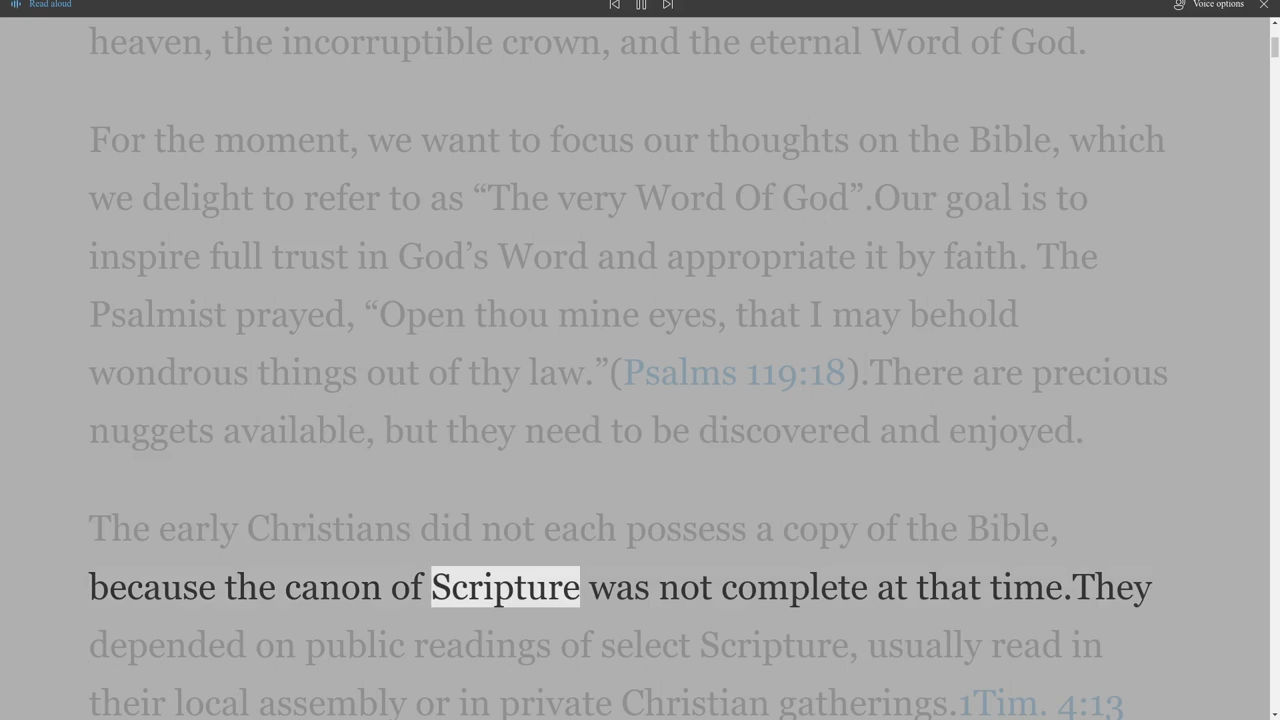 Read aloud
Voice options
heaven, the incorruptible crown, and the eternal Word of God.
For the moment, we want to focus our thoughts on the Bible, which
we delight to refer to as “The very Word Of God”.Our goal is to
inspire full trust in God’s Word and appropriate it by faith. The
Psalmist prayed, “Open thou mine eyes, that I may behold
wondrous things out of thy law.”(Psalms 119:18).There are precious
nuggets available, but they need to be discovered and enjoyed.
The early Christians did not each possess a copy of the Bible,
because the canon of Scripture was not complete at that time.They
depended on public readings of select Scripture, usually read in
their local assembly or in private Christian gatherings.1Tim. 4:13